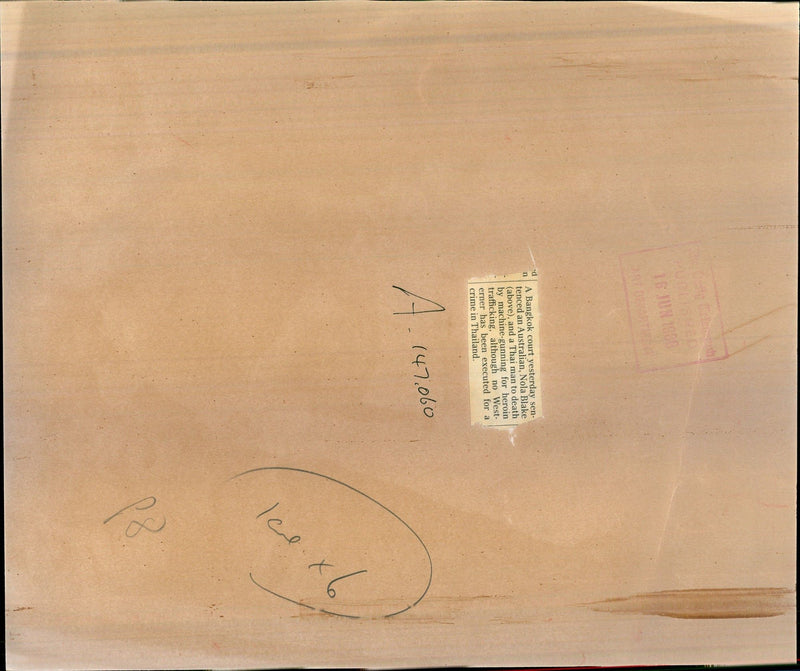 A Bangkok court yesterday sen-
tenced an Australian, Nola Blake
(above), and a Thai man to death
by machine-gunning for heroin
trafficking, although no West-
erner has been executed for a
crime in Thailand.
A-147.060
P8
16 JUN